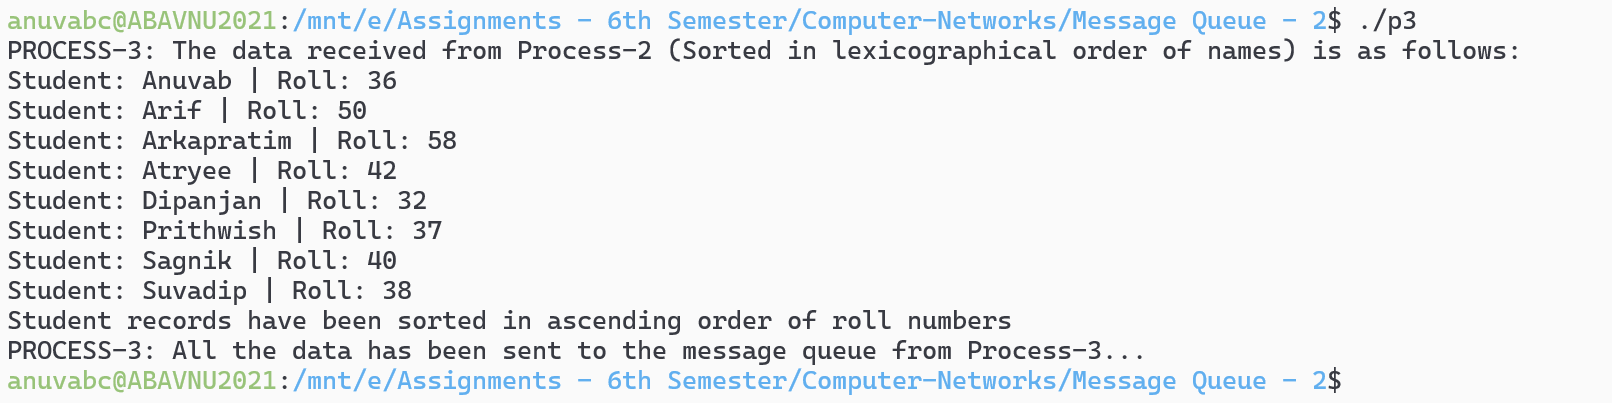 anuvabc@ABAVNU2021:/mnt/e/Assignments - 6th Semester/Computer-Networks/Message Queue - 2$ ./p3
PROCESS-3: The data received from Process-2 (Sorted in lexicographical order of names) is as follows:
Student: Anuvab | Roll: 36
Student: Arif | Roll: 50
Student: Arkapratim | Roll: 58
Student: Atryee | Roll: 42
Student: Dipanjan | Roll: 32
Student: Prithwish | Roll: 37
Student: Sagnik | Roll: 40
Student: Suvadip | Roll: 38
Student records have been sorted in ascending order of roll numbers
PROCESS-3: All the data has been sent to the message queue from Process-3...
anuvabc@ABAVNU2021:/mnt/e/Assignments - 6th Semester/Computer-Networks/Message Queue - 2$